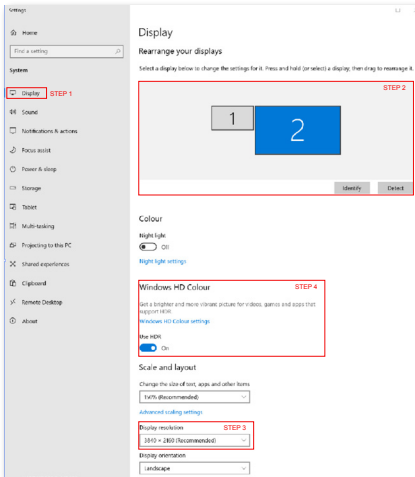 Settings
Home
Find a setting
System
Display
STEP 1
Sound
Notifications & actions
Focus assist
Power & sleep
Storage
Tablet
Multi-tasking
Projecting to this PC
Shared experiences
Clipboard
Remote Desktop
About
Display
Rearrange your displays
Select a display below to change the settings for it. Press and hold (or select) a display, then drag to rearrange it.
STEP 2
1
2
Identify
Detect
Colour
Night light
Off
Night light settings
Windows HD Colour
STEP 4
Get a brighter and more vibrant picture for videos, games and apps that
support HDR.
Windows HD Colour settings
Use HDR
On
Scale and layout
Change the size of text, apps and other items
150% (Recommended)
Advanced scaling settings
Display resolution
STEP 3
3840 × 2160 (Recommended)
Display orientation
Landscape